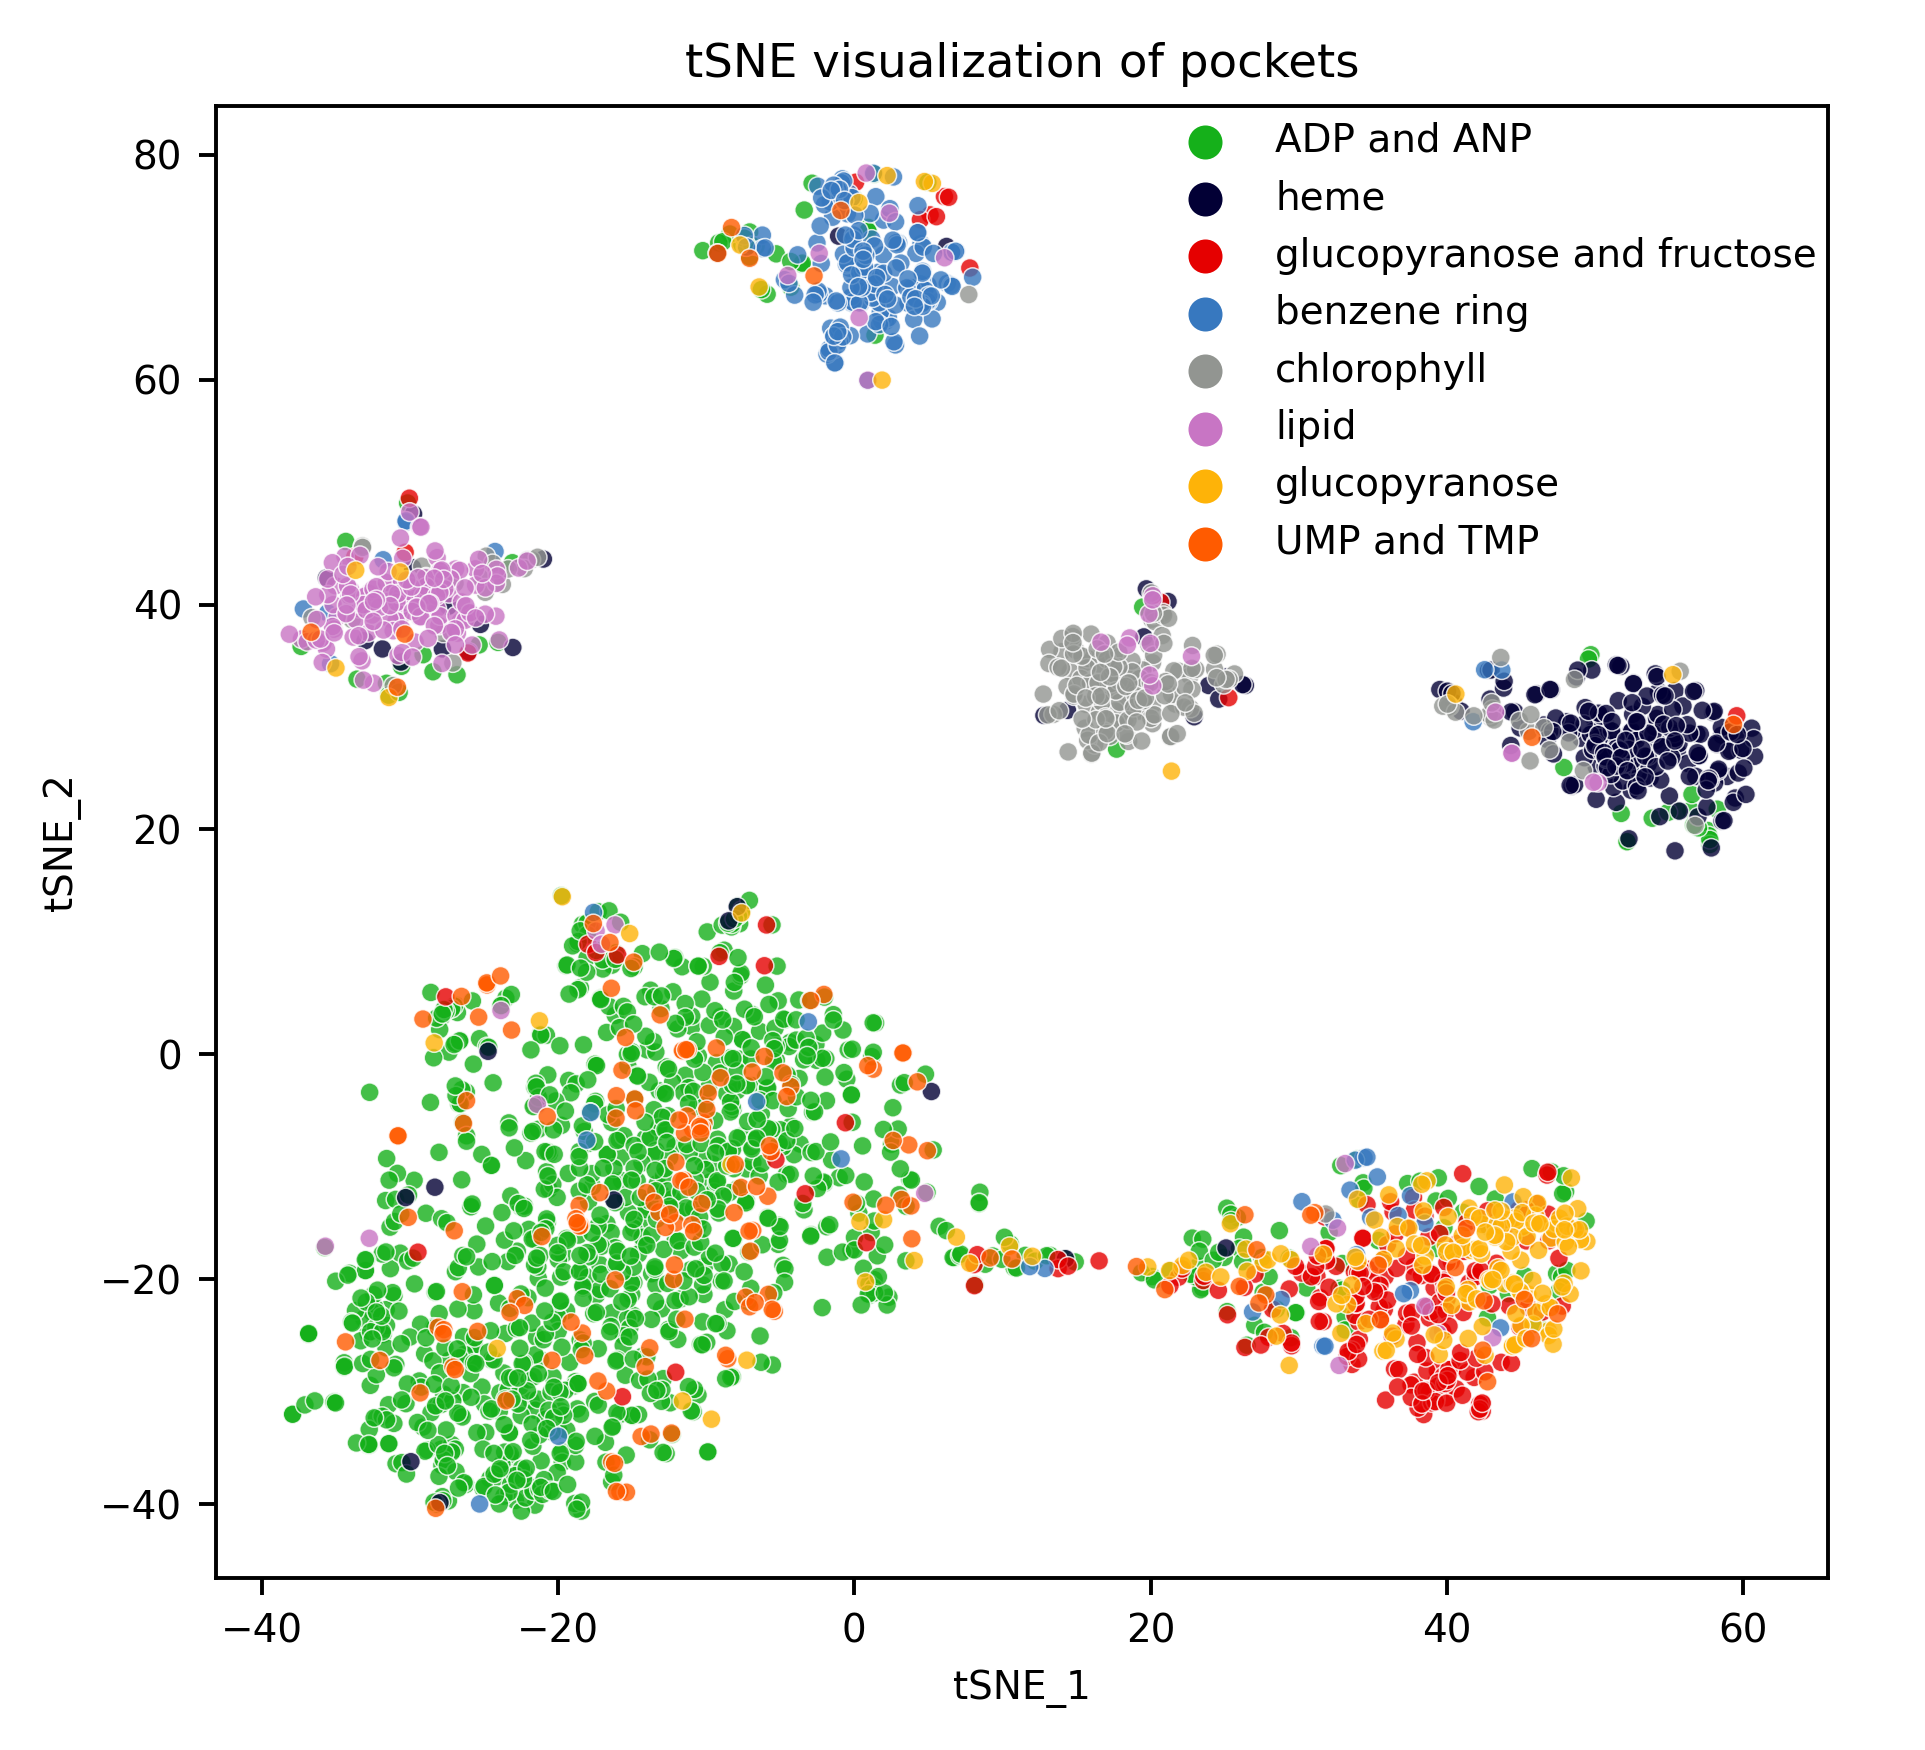 tSNE visualization of pockets
ADP and ANP
heme
glucopyranose and fructose
benzene ring
chlorophyll
lipid
glucopyranose
UMP and TMP
80
60
40
20
0
−20
−40
tSNE_2
−40
−20
0
20
40
60
tSNE_1